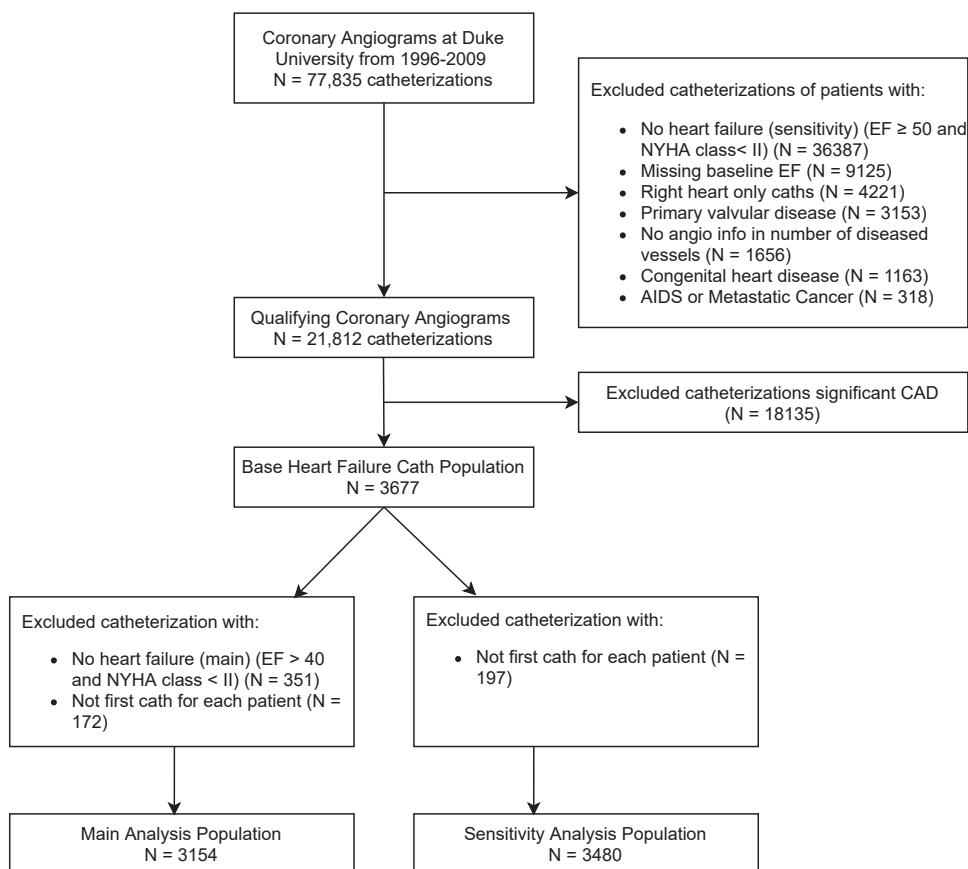 Coronary Angiograms at Duke
University from 1996-2009
N = 77,835 catheterizations
Excluded catheterizations of patients with:
• No heart failure (sensitivity) (EF ≥ 50 and
NYHA class< II) (N = 36387)
• Missing baseline EF (N = 9125)
• Right heart only caths (N = 4221)
• Primary valvular disease (N = 3153)
• No angio info in number of diseased
vessels (N = 1656)
• Congenital heart disease (N = 1163)
• AIDS or Metastatic Cancer (N = 318)
Qualifying Coronary Angiograms
N = 21,812 catheterizations
Excluded catheterizations significant CAD
(N = 18135)
Base Heart Failure Cath Population
N = 3677
Excluded catheterization with:
• No heart failure (main) (EF > 40
and NYHA class < II) (N = 351)
• Not first cath for each patient (N =
172)
Excluded catheterization with:
• Not first cath for each patient (N =
197)
Main Analysis Population
N = 3154
Sensitivity Analysis Population
N = 3480